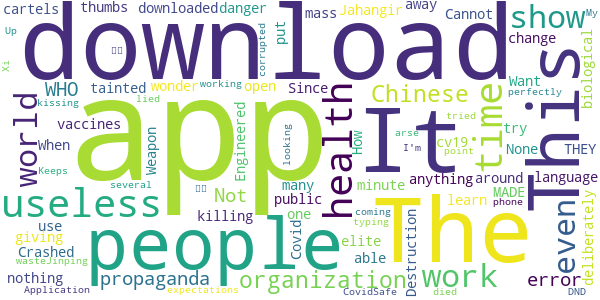 cartels thumbs downloaded danger mass Jahangir away Cannot show My
Up download put change
Xi tainted WHO wonder working open corrupted Since Want perfectly biological
kissing lied app It health Chinese time This
world vaccines Weapon Engineered looking How tried arse I'm cv19. point try None THEY
When several Not many minute anything around MADE language
useless killing public one learn phone even
use giving Crashed people Covid elite able coming typing The deliberately
Keeps nothing propaganda organization Destruction work error
wasteJinping Application expectations CovidSafe died DND